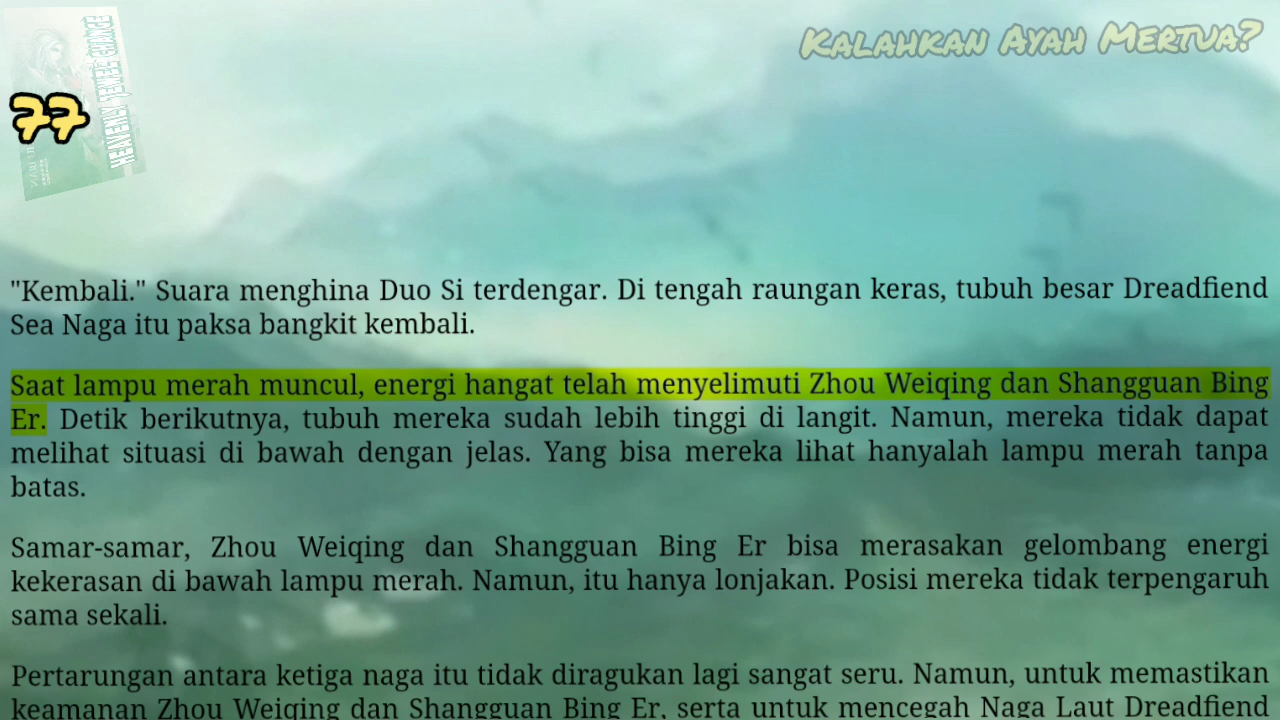 Kalahkan Ayah Mertua?
HEAVENLY JEWEL CHANGE
77
"Kembali." Suara menghina Duo Si terdengar. Di tengah raungan keras, tubuh besar Dreadfiend
Sea Naga itu paksa bangkit kembali.
Saat lampu merah muncul, energi hangat telah menyelimuti Zhou Weiqing dan Shangguan Bing
Er. Detik berikutnya, tubuh mereka sudah lebih tinggi di langit. Namun, mereka tidak dapat
melihat situasi di bawah dengan jelas. Yang bisa mereka lihat hanyalah lampu merah tanpa
batas.
Samar-samar, Zhou Weiqing dan Shangguan Bing Er bisa merasakan gelombang energi
kekerasan di bawah lampu merah. Namun, itu hanya lonjakan. Posisi mereka tidak terpengaruh
sama sekali.
Pertarungan antara ketiga naga itu tidak diragukan lagi sangat seru. Namun, untuk memastikan
keamanan Zhou Weiqing dan Shangguan Bing Er, serta untuk mencegah Naga Laut Dreadfiend